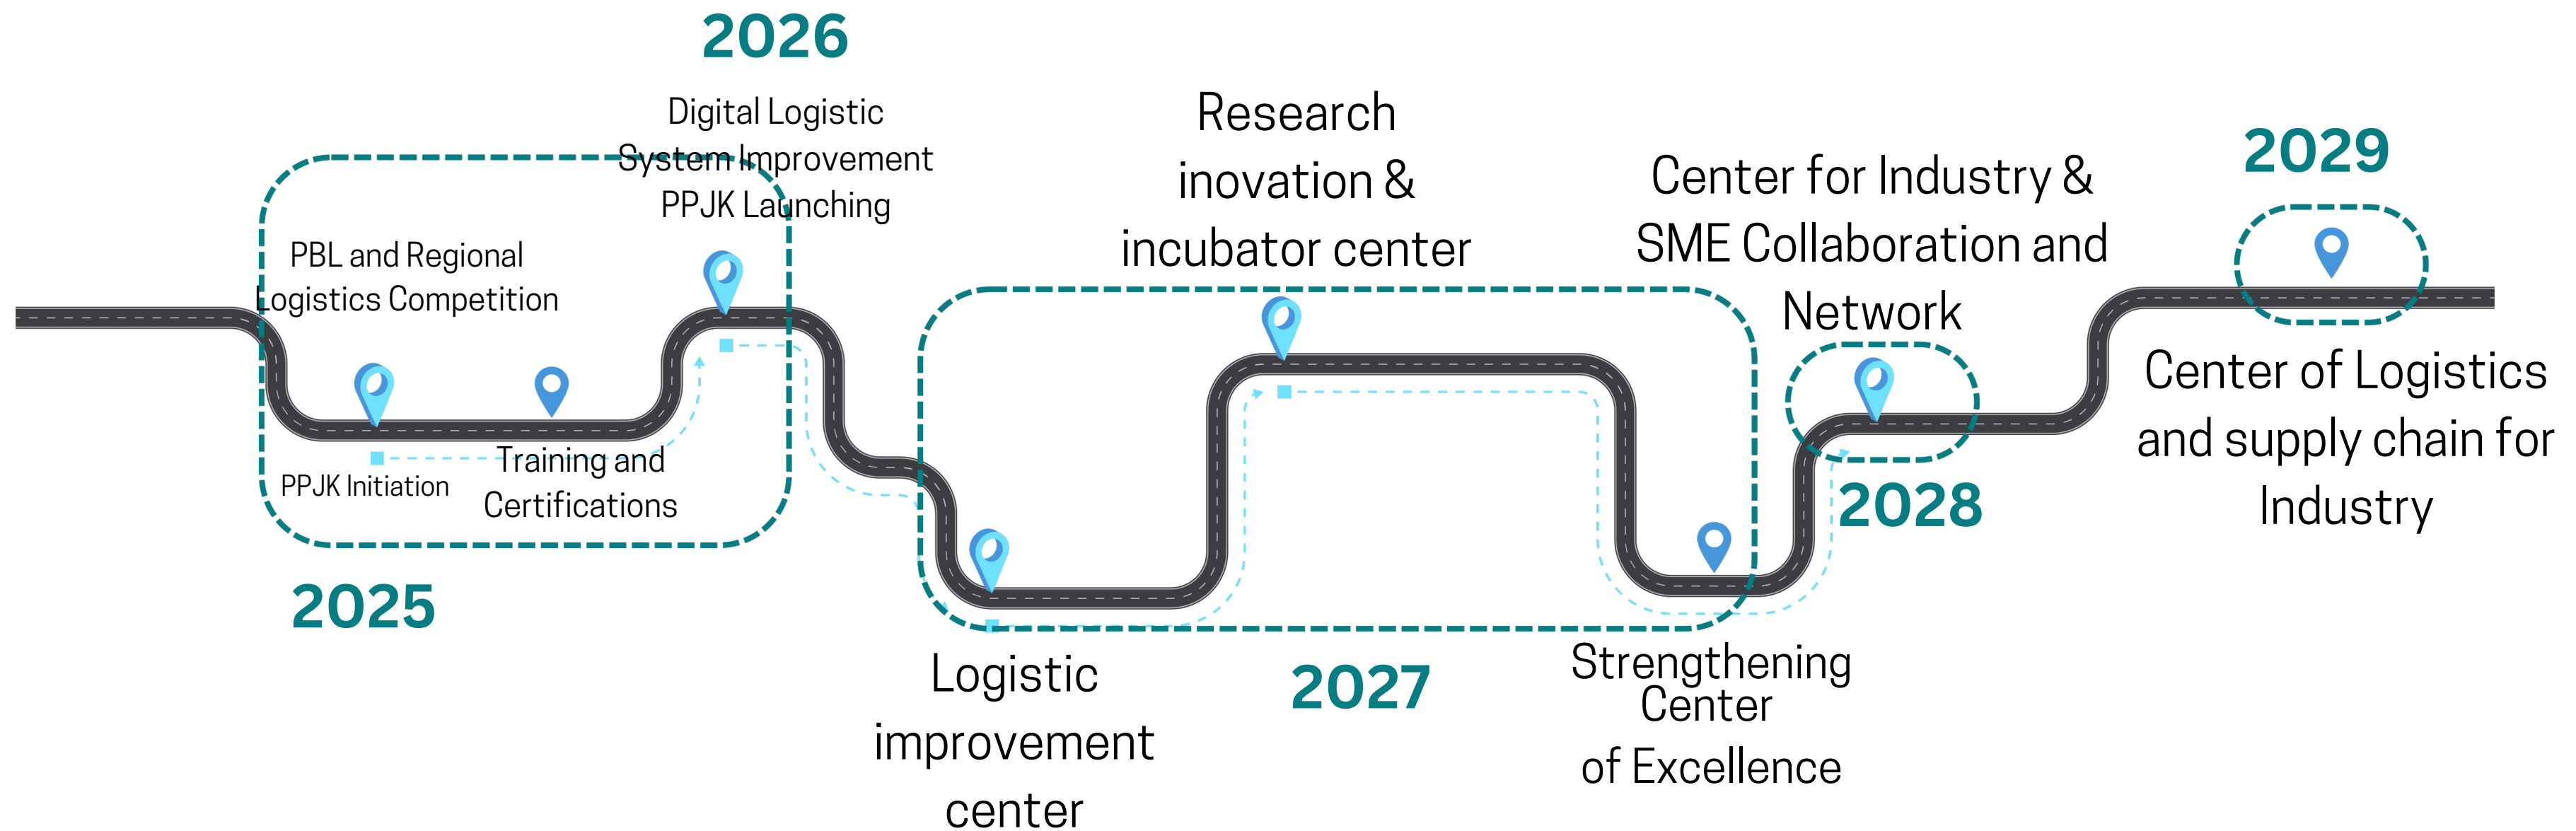 2026
Digital Logistic
System Improvement
PPJK Launching
PBL and Regional
Logistics Competition
PPJK Initiation
Training and
Certifications
2025
Research
inovation &
incubator center
Logistic
improvement
center
2027
Strengthening
Center
of Excellence
Center for Industry &
SME Collaboration and
Network
2028
2029
Center of Logistics
and supply chain for
Industry